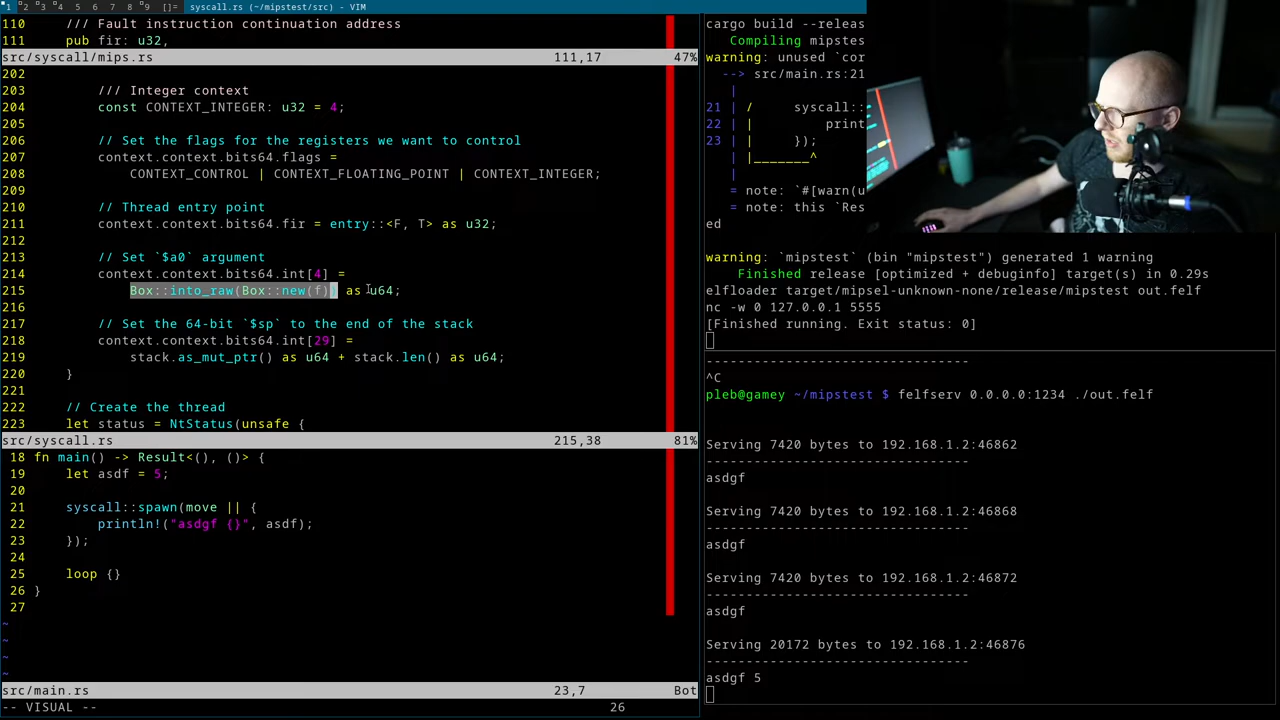 1 2 3 4 5 6 7 8 9 []= syscall.rs (~/mipstest/src) - VIM
110 /// Fault instruction continuation address
111 pub fir: u32,
src/syscall/mips.rs 111,17 47%
202
203 /// Integer context
204 const CONTEXT_INTEGER: u32 = 4;
205
206 // Set the flags for the registers we want to control
207 context.context.bits64.flags =
208 CONTEXT_CONTROL | CONTEXT_FLOATING_POINT | CONTEXT_INTEGER;
209
210 // Thread entry point
211 context.context.bits64.fir = entry::<F, T> as u32;
212
213 // Set `$a0` argument
214 context.context.bits64.int[4] =
215 Box::into_raw(Box::new(f)) as u64;
216
217 // Set the 64-bit `$sp` to the end of the stack
218 context.context.bits64.int[29] =
219 stack.as_mut_ptr() as u64 + stack.len() as u64;
220 }
221
222 // Create the thread
223 let status = NtStatus(unsafe {
src/syscall.rs 215,38 81%
18 fn main() -> Result<(), ()> {
19 let asdf = 5;
20
21 syscall::spawn(move || {
22 println!("asdgf {}", asdf);
23 });
24
25 loop {}
26 }
27
~
~
~
~
src/main.rs 23,7 Bot
-- VISUAL -- 26
cargo build --releas
Compiling mipstes
warning: unused `cor
--> src/main.rs:21
|
21 | / syscall::
22 | | print
23 | | });
| |_______^
|
= note: `#[warn(u
= note: this `Res
ed
warning: `mipstest` (bin "mipstest") generated 1 warning
Finished release [optimized + debuginfo] target(s) in 0.29s
elfloader target/mipsel-unknown-none/release/mipstest out.felf
nc -w 0 127.0.0.1 5555
[Finished running. Exit status: 0]
---------------------------------
^C
pleb@gamey ~/mipstest $ felfserv 0.0.0.0:1234 ./out.felf
Serving 7420 bytes to 192.168.1.2:46862
---------------------------------
asdgf
Serving 7420 bytes to 192.168.1.2:46868
---------------------------------
asdgf
Serving 7420 bytes to 192.168.1.2:46872
---------------------------------
asdgf
Serving 20172 bytes to 192.168.1.2:46876
---------------------------------
asdgf 5